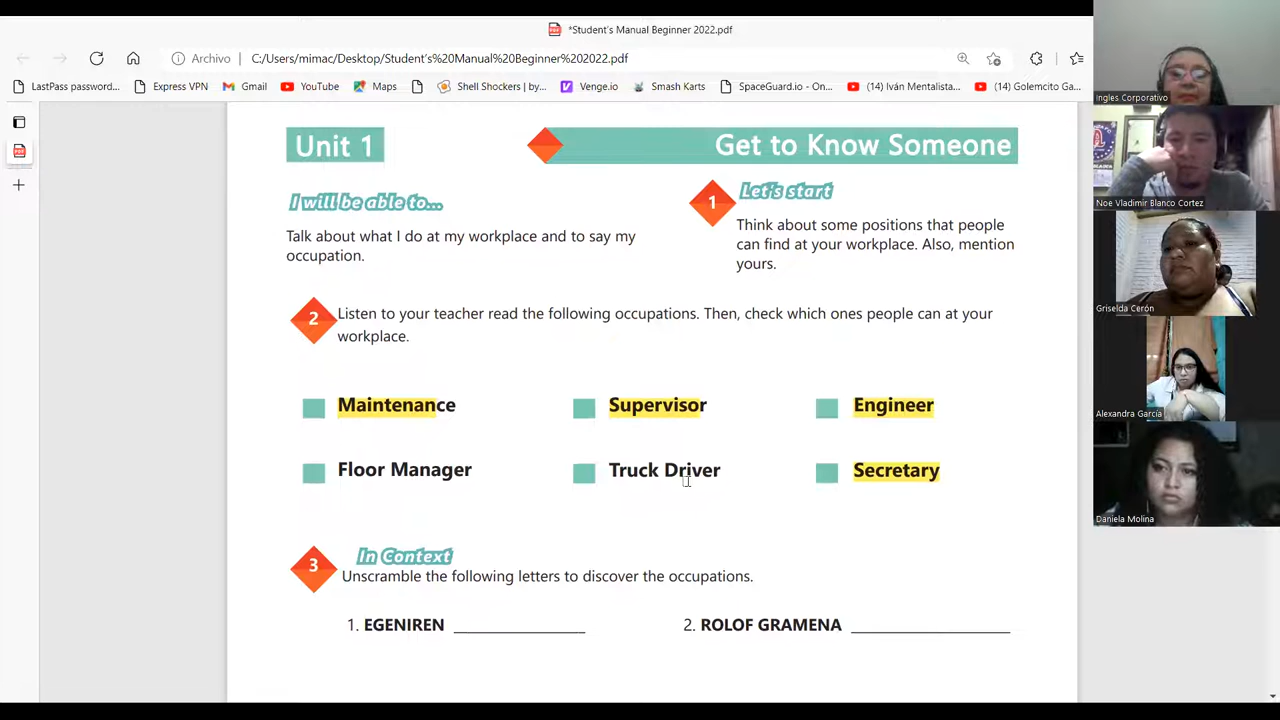 *Student's Manual Beginner 2022.pdf
Archivo C:/Users/mimac/Desktop/Student's%20Manual%20Beginner%202022.pdf
LastPass password... Express VPN Gmail YouTube Maps Shell Shockers | by... Venge.io Smash Karts SpaceGuard.io - On... (14) Iván Mentalista... (14) Golemcito Ga...
Unit 1
Get to Know Someone
I will be able to...
Talk about what I do at my workplace and to say my
occupation.
1
Let's start
Think about some positions that people
can find at your workplace. Also, mention
yours.
2
Listen to your teacher read the following occupations. Then, check which ones people can at your
workplace.
Maintenance Supervisor Engineer
Floor Manager Truck Driver Secretary
3
In Context
Unscramble the following letters to discover the occupations.
1. EGENIREN _______________ 2. ROLOF GRAMENA __________________
Ingles Corporativo
Noe Vladimir Blanco Cortez
Griselda Cerón
Alexandra García
Daniela Molina